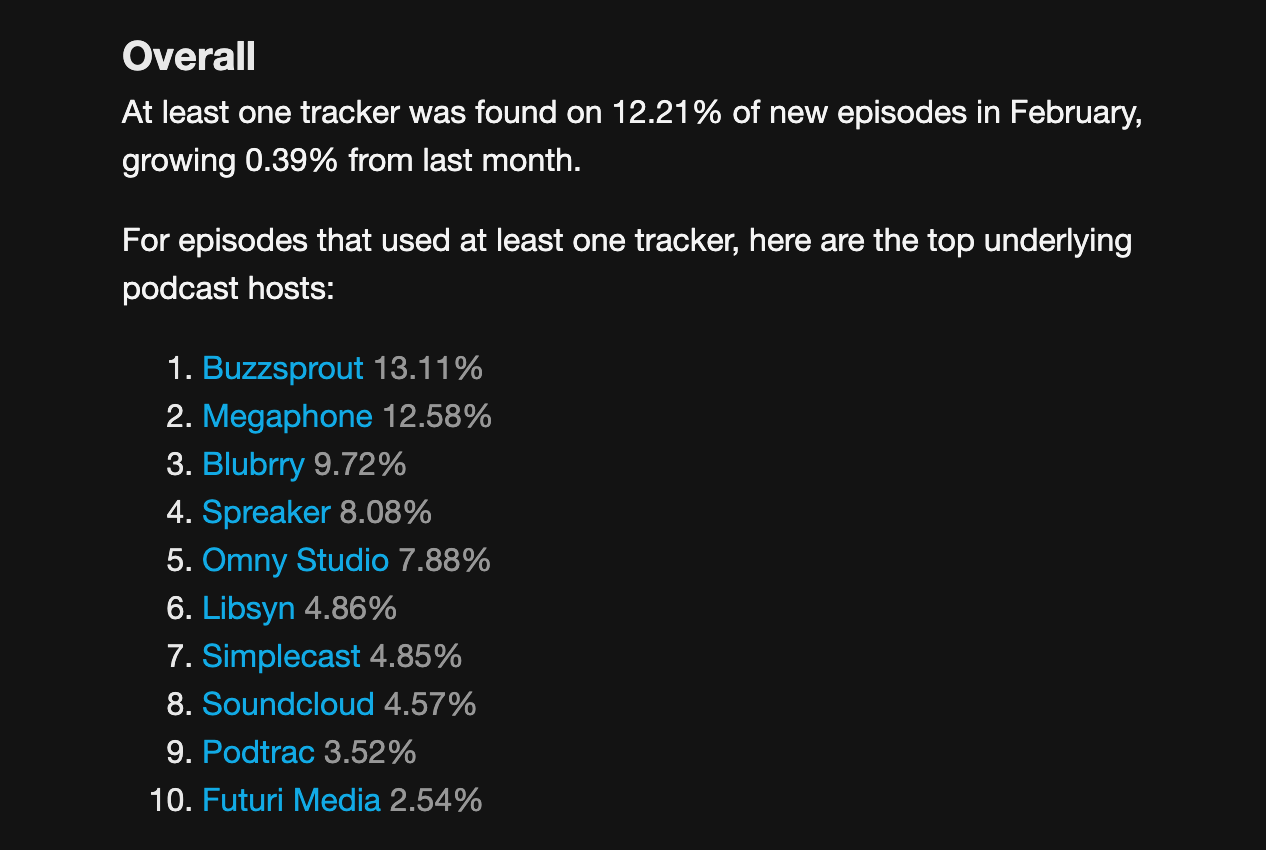 Overall
At least one tracker was found on 12.21% of new episodes in February,
growing 0.39% from last month.
For episodes that used at least one tracker, here are the top underlying
podcast hosts:
1. Buzzsprout 13.11%
2. Megaphone 12.58%
3. Blubrry 9.72%
4. Spreaker 8.08%
5. Omny Studio 7.88%
6. Libsyn 4.86%
7. Simplecast 4.85%
8. Soundcloud 4.57%
9. Podtrac 3.52%
10. Futuri Media 2.54%